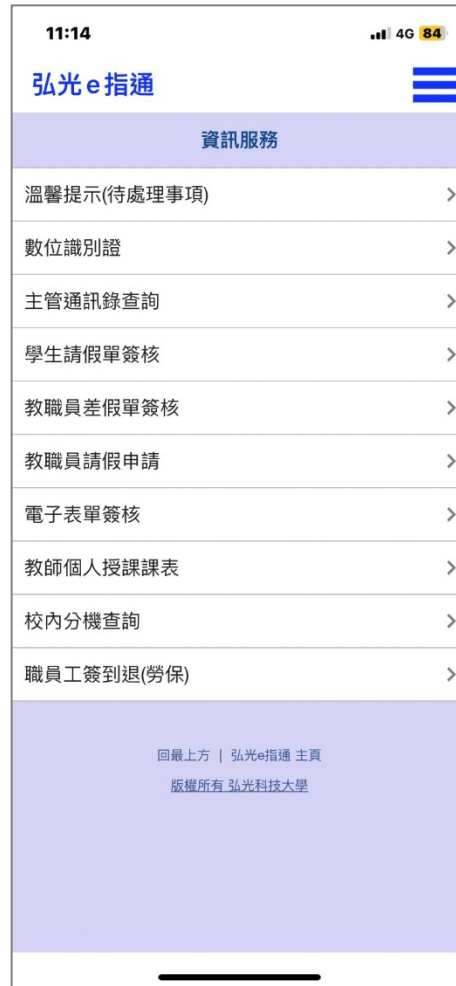 11:14
4G 84
弘光e指通
資訊服務
溫馨提示(待處理事項)
數位識別證
主管通訊錄查詢
學生請假單簽核
教職員差假單簽核
教職員請假申請
電子表單簽核
教師個人授課課表
校內分機查詢
職員工簽到退(勞保)
回最上方 | 弘光e指通 主頁
版權所有 弘光科技大學